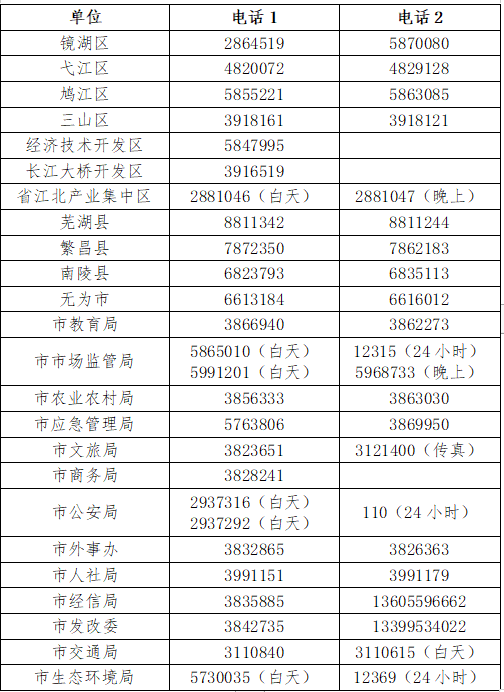 单位 电话 1 电话 2
镜湖区 2864519 5870080
弋江区 4820072 4829128
鸠江区 5855221 5863085
三山区 3918161 3918121
经济技术开发区 5847995
长江大桥开发区 3916519
省江北产业集中区 2881046（白天） 2881047（晚上）
芜湖县 8811342 8811244
繁昌县 7872350 7862183
南陵县 6823793 6835113
无为市 6613184 6616012
市教育局 3866940 3862273
市市场监管局 5865010（白天） 12315（24 小时）
5991201（白天） 5968733（晚上）
市农业农村局 3856333 3863030
市应急管理局 5763806 3869950
市文旅局 3823651 3121400（传真）
市商务局 3828241
市公安局 2937316（白天） 110（24 小时）
2937292（白天）
市外事办 3832865 3826363
市人社局 3991151 3991179
市经信局 3835885 13605596662
市发改委 3842735 13399534022
市交通局 3110840 3110615（白天）
市生态环境局 5730035（白天） 12369（24 小时）